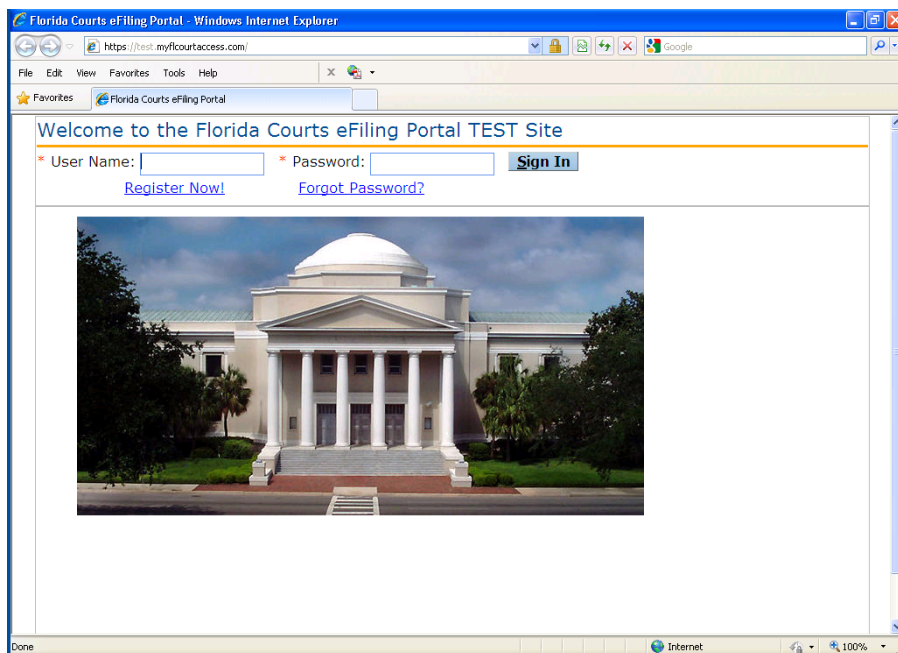 Florida Courts eFiling Portal - Windows Internet Explorer
https://test.myflcourtaccess.com/
Google
File Edit View Favorites Tools Help
Favorites Florida Courts eFiling Portal
Welcome to the Florida Courts eFiling Portal TEST Site
* User Name: * Password: Sign In
Register Now! Forgot Password?
Done Internet 100%